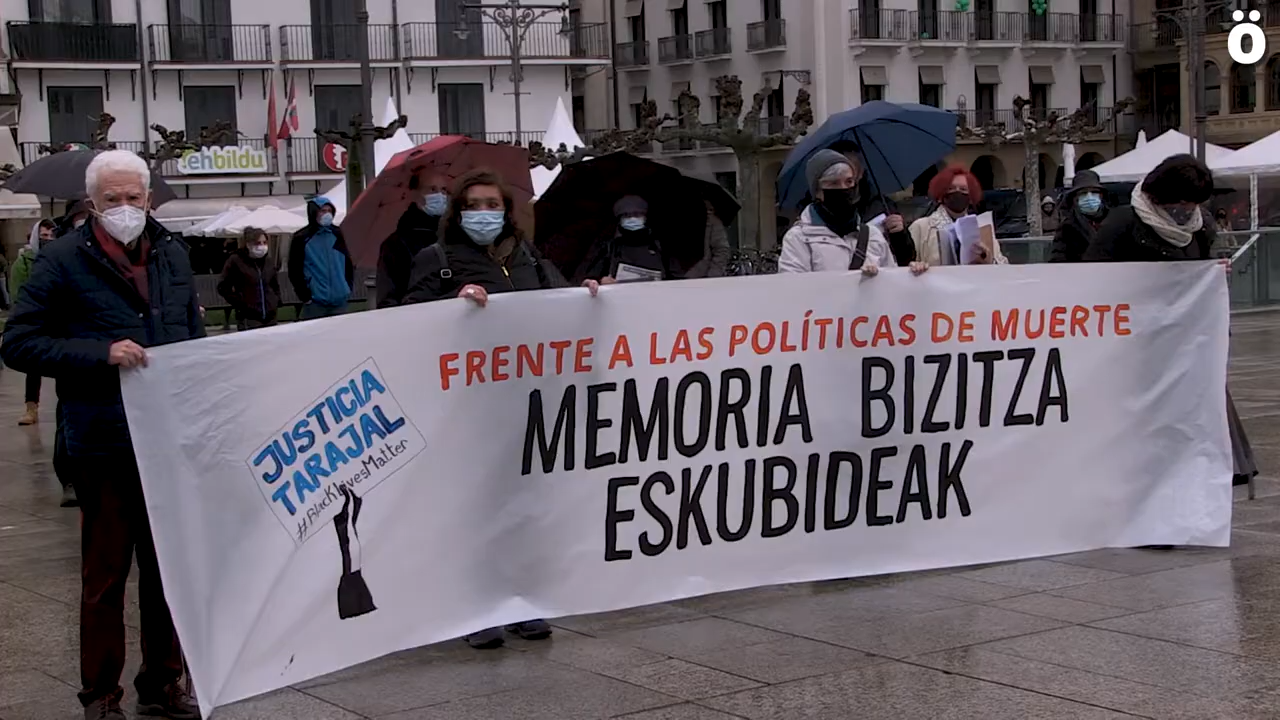 Ö
ehbildu
FRENTE A LAS POLÍTICAS DE MUERTE
MEMORIA BIZITZA
ESKUBIDEAK
JUSTICIA
TARAJAL
#BlackLivesMatter